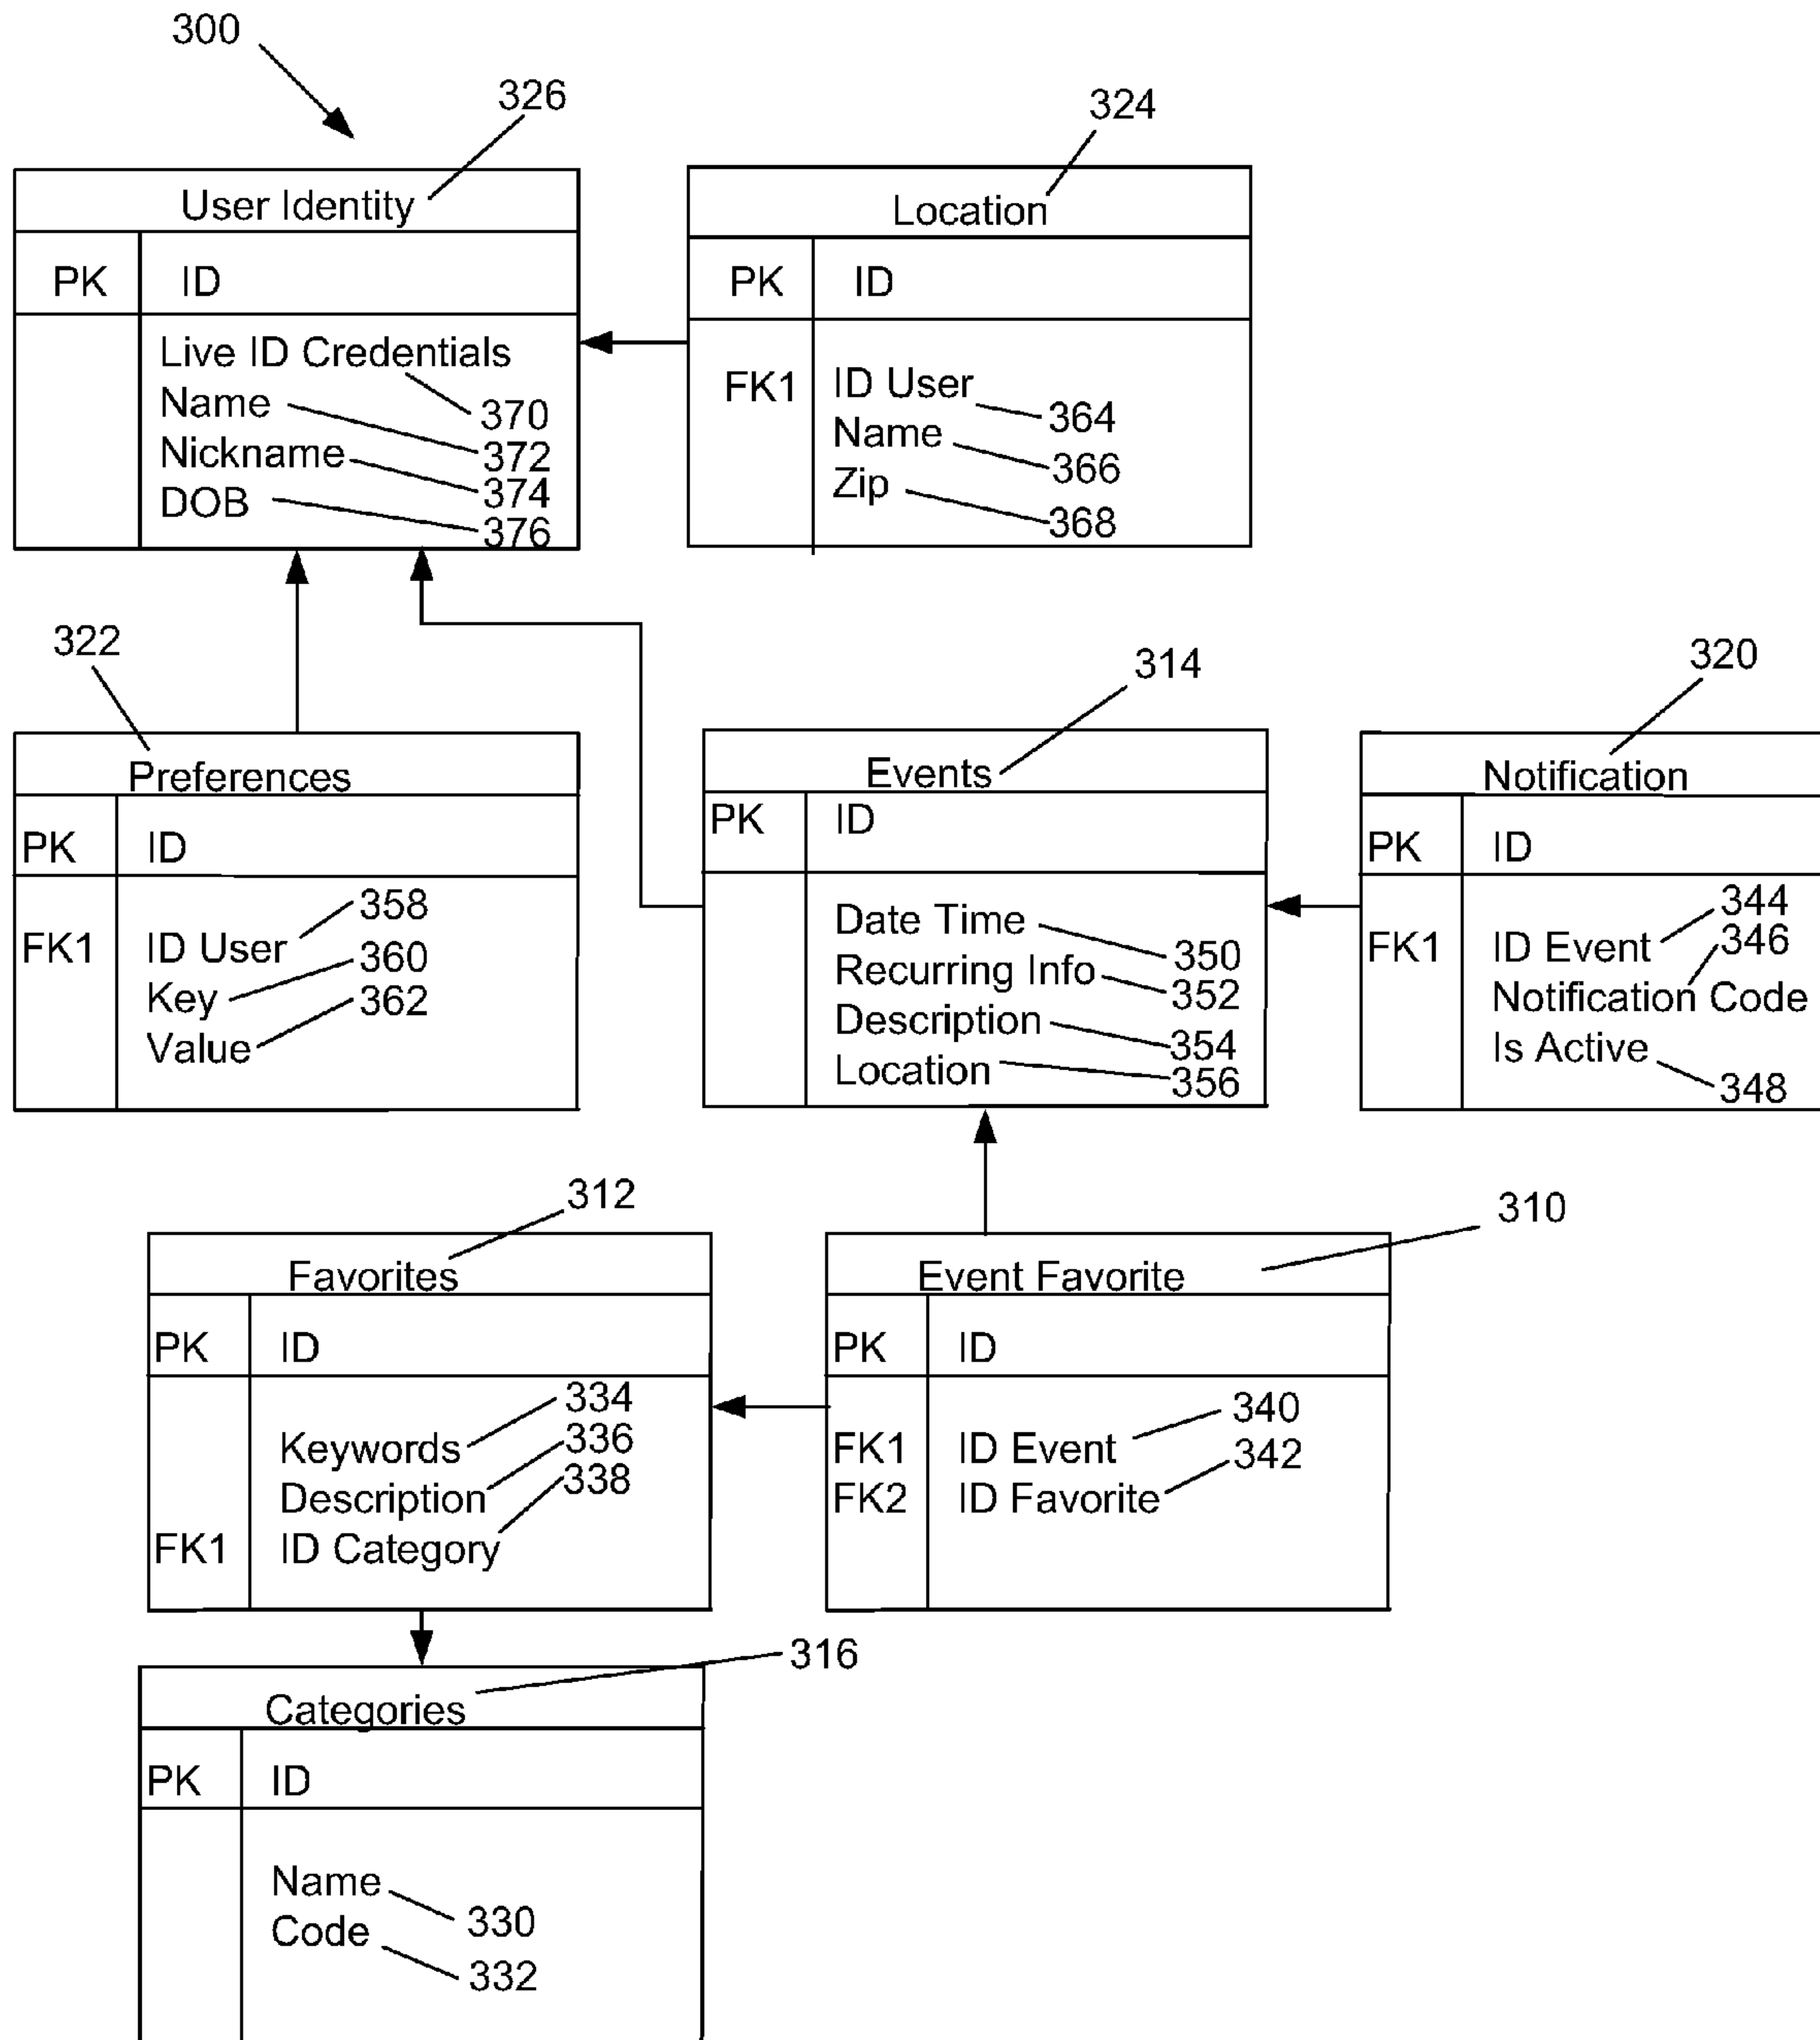 300
326
324
User Identity
PK ID
Live ID Credentials
370
Name
372
Nickname
374
DOB
376
Location
PK ID
FK1 ID User
364
Name
366
Zip
368
322
314
320
Preferences
PK ID
358
FK1 ID User
360
Key
362
Value
Events
PK ID
Date Time
350
Recurring Info
352
Description
354
Location
356
Notification
PK ID
344
FK1 ID Event
346
Notification Code
Is Active
348
312
310
Favorites
PK ID
334
Keywords
336
Description
338
FK1 ID Category
Event Favorite
PK ID
340
FK1 ID Event
342
FK2 ID Favorite
316
Categories
PK ID
Name
330
Code
332